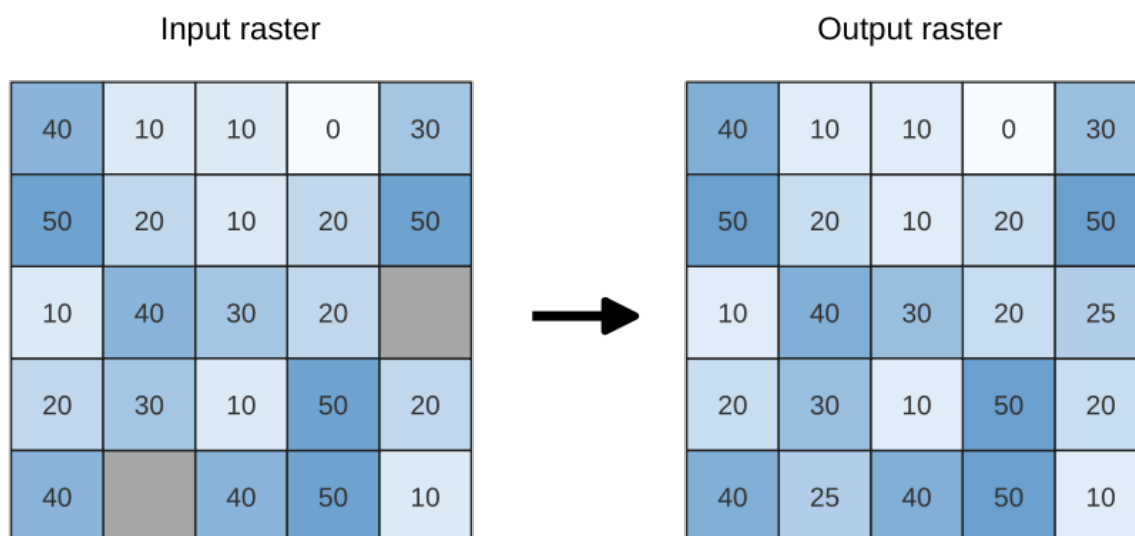 Input raster Output raster
40 10 10 0 30 40 10 10 0 30
50 20 10 20 50 50 20 10 20 50
10 40 30 20 10 40 30 20 25
20 30 10 50 20 20 30 10 50 20
40 40 50 10 40 25 40 50 10